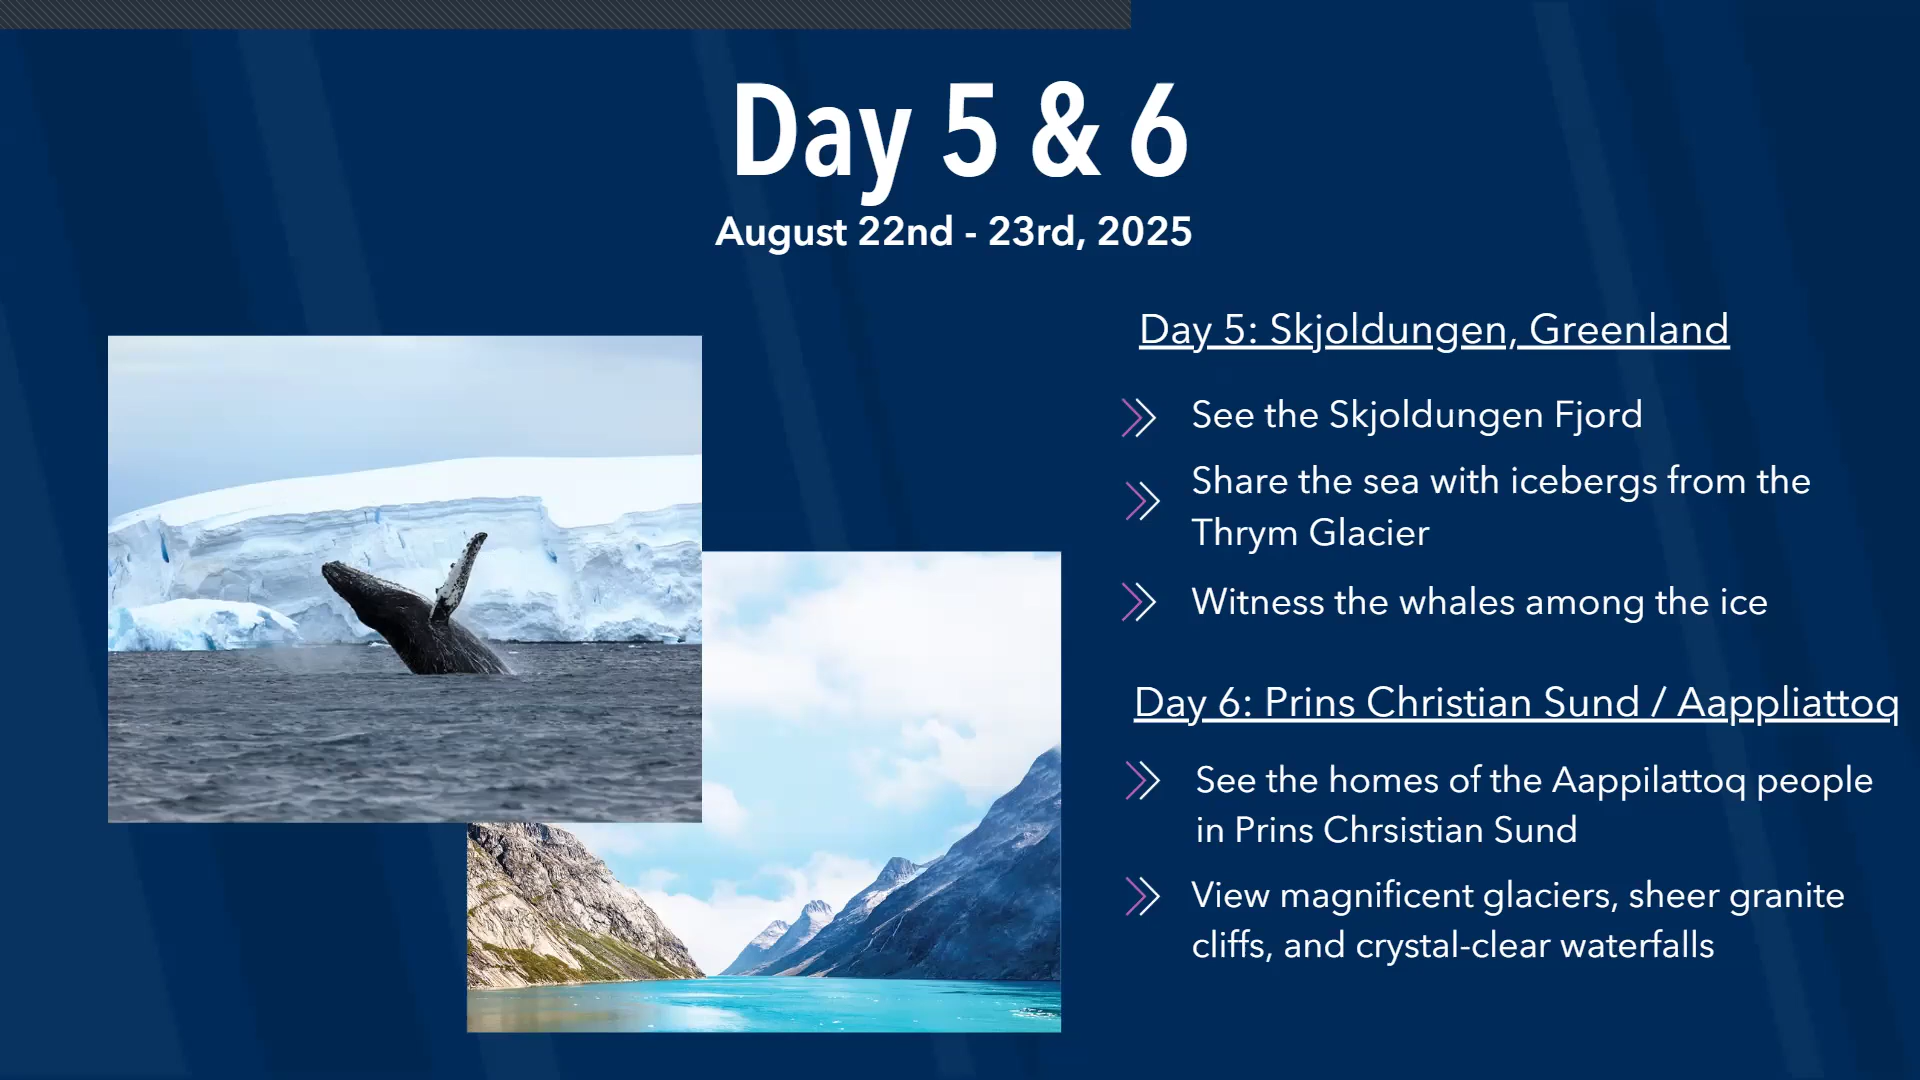 Day 5 & 6
August 22nd - 23rd, 2025
Day 5: Skjoldungen, Greenland
See the Skjoldungen Fjord
Share the sea with icebergs from the
Thrym Glacier
Witness the whales among the ice
Day 6: Prins Christian Sund / Aappliattoq
See the homes of the Aappilattoq people
in Prins Chrsistian Sund
View magnificent glaciers, sheer granite
cliffs, and crystal-clear waterfalls